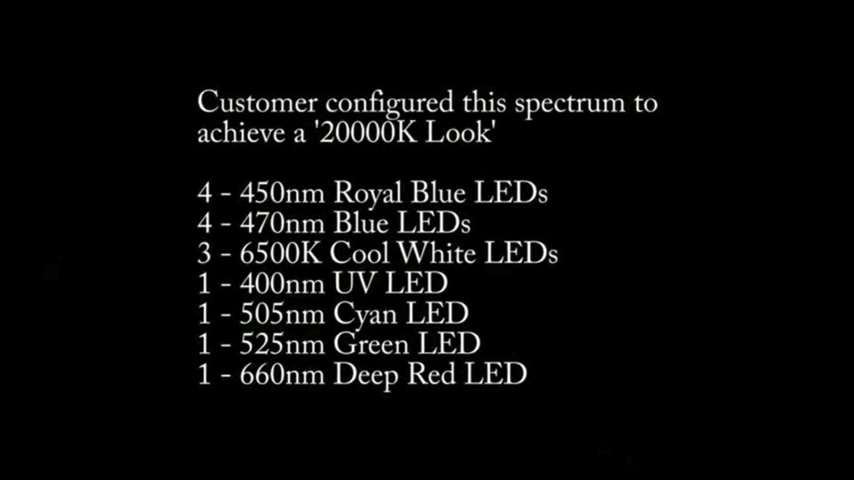 Customer configured this spectrum to
achieve a '20000K Look'
4 - 450nm Royal Blue LEDs
4 - 470nm Blue LEDs
3 - 6500K Cool White LEDs
1 - 400nm UV LED
1 - 505nm Cyan LED
1 - 525nm Green LED
1 - 660nm Deep Red LED